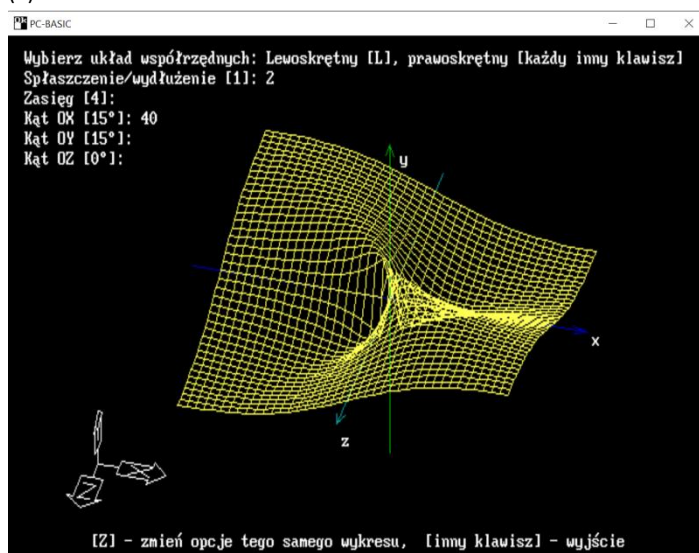 PC-BASIC
Wybierz układ współrzędnych: Lewoskrętny [L], prawoskrętny [każdy inny klawisz]
Spłaszczenie/wydłużenie [1]: 2
Zasięg [4]:
Kąt OX [15°]: 40
Kąt OY [15°]:
Kąt OZ [0°]:
y
x
z
X
Z
[Z] - zmień opcje tego samego wykresu, [inny klawisz] - wyjście